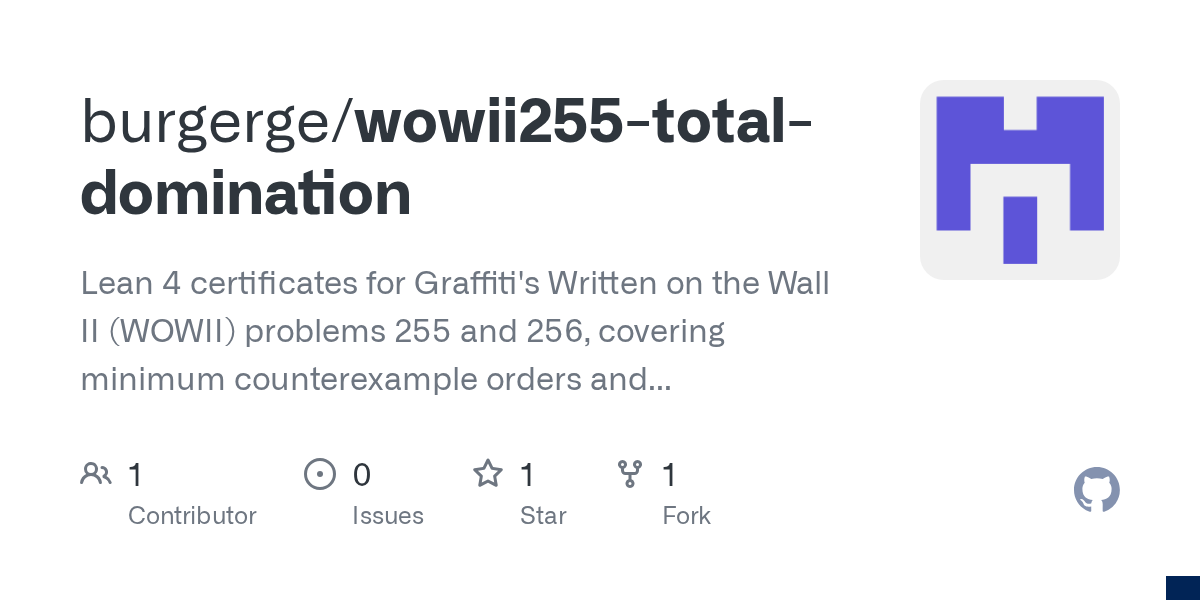 burgerge/wowii255-total-
domination
Lean 4 certificates for Graffiti's Written on the Wall
II (WOWII) problems 255 and 256, covering
minimum counterexample orders and...
1 0 1 1
Contributor Issues Star Fork